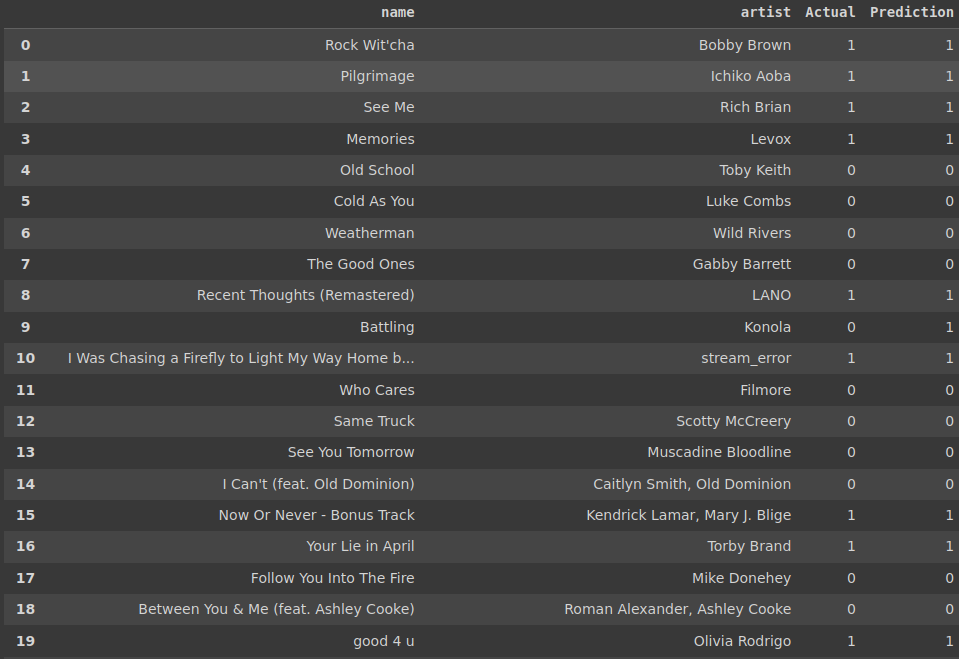 name artist Actual Prediction
0 Rock Wit'cha Bobby Brown 1 1
1 Pilgrimage Ichiko Aoba 1 1
2 See Me Rich Brian 1 1
3 Memories Levox 1 1
4 Old School Toby Keith 0 0
5 Cold As You Luke Combs 0 0
6 Weatherman Wild Rivers 0 0
7 The Good Ones Gabby Barrett 0 0
8 Recent Thoughts (Remastered) LANO 1 1
9 Battling Konola 0 1
10 I Was Chasing a Firefly to Light My Way Home b... stream_error 1 1
11 Who Cares Filmore 0 0
12 Same Truck Scotty McCreery 0 0
13 See You Tomorrow Muscadine Bloodline 0 0
14 I Can't (feat. Old Dominion) Caitlyn Smith, Old Dominion 0 0
15 Now Or Never - Bonus Track Kendrick Lamar, Mary J. Blige 1 1
16 Your Lie in April Torby Brand 1 1
17 Follow You Into The Fire Mike Donehey 0 0
18 Between You & Me (feat. Ashley Cooke) Roman Alexander, Ashley Cooke 0 0
19 good 4 u Olivia Rodrigo 1 1